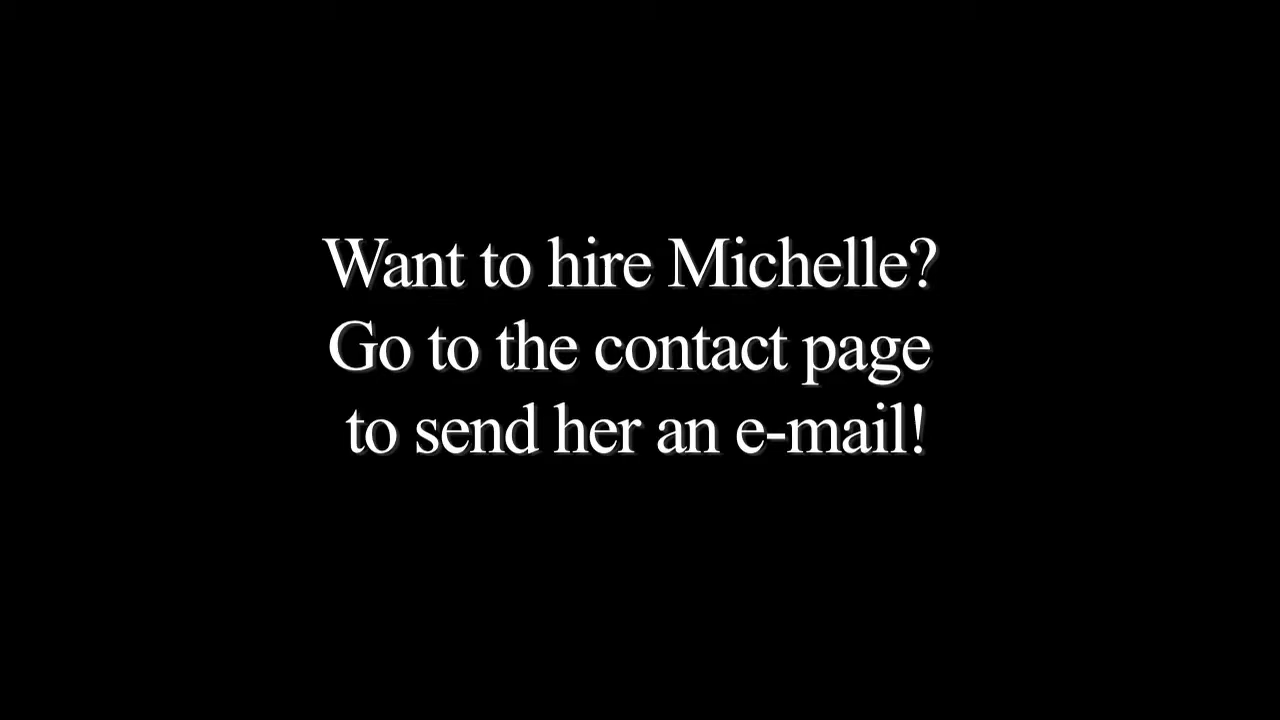 Want to hire Michelle?
Go to the contact page
to send her an e-mail!